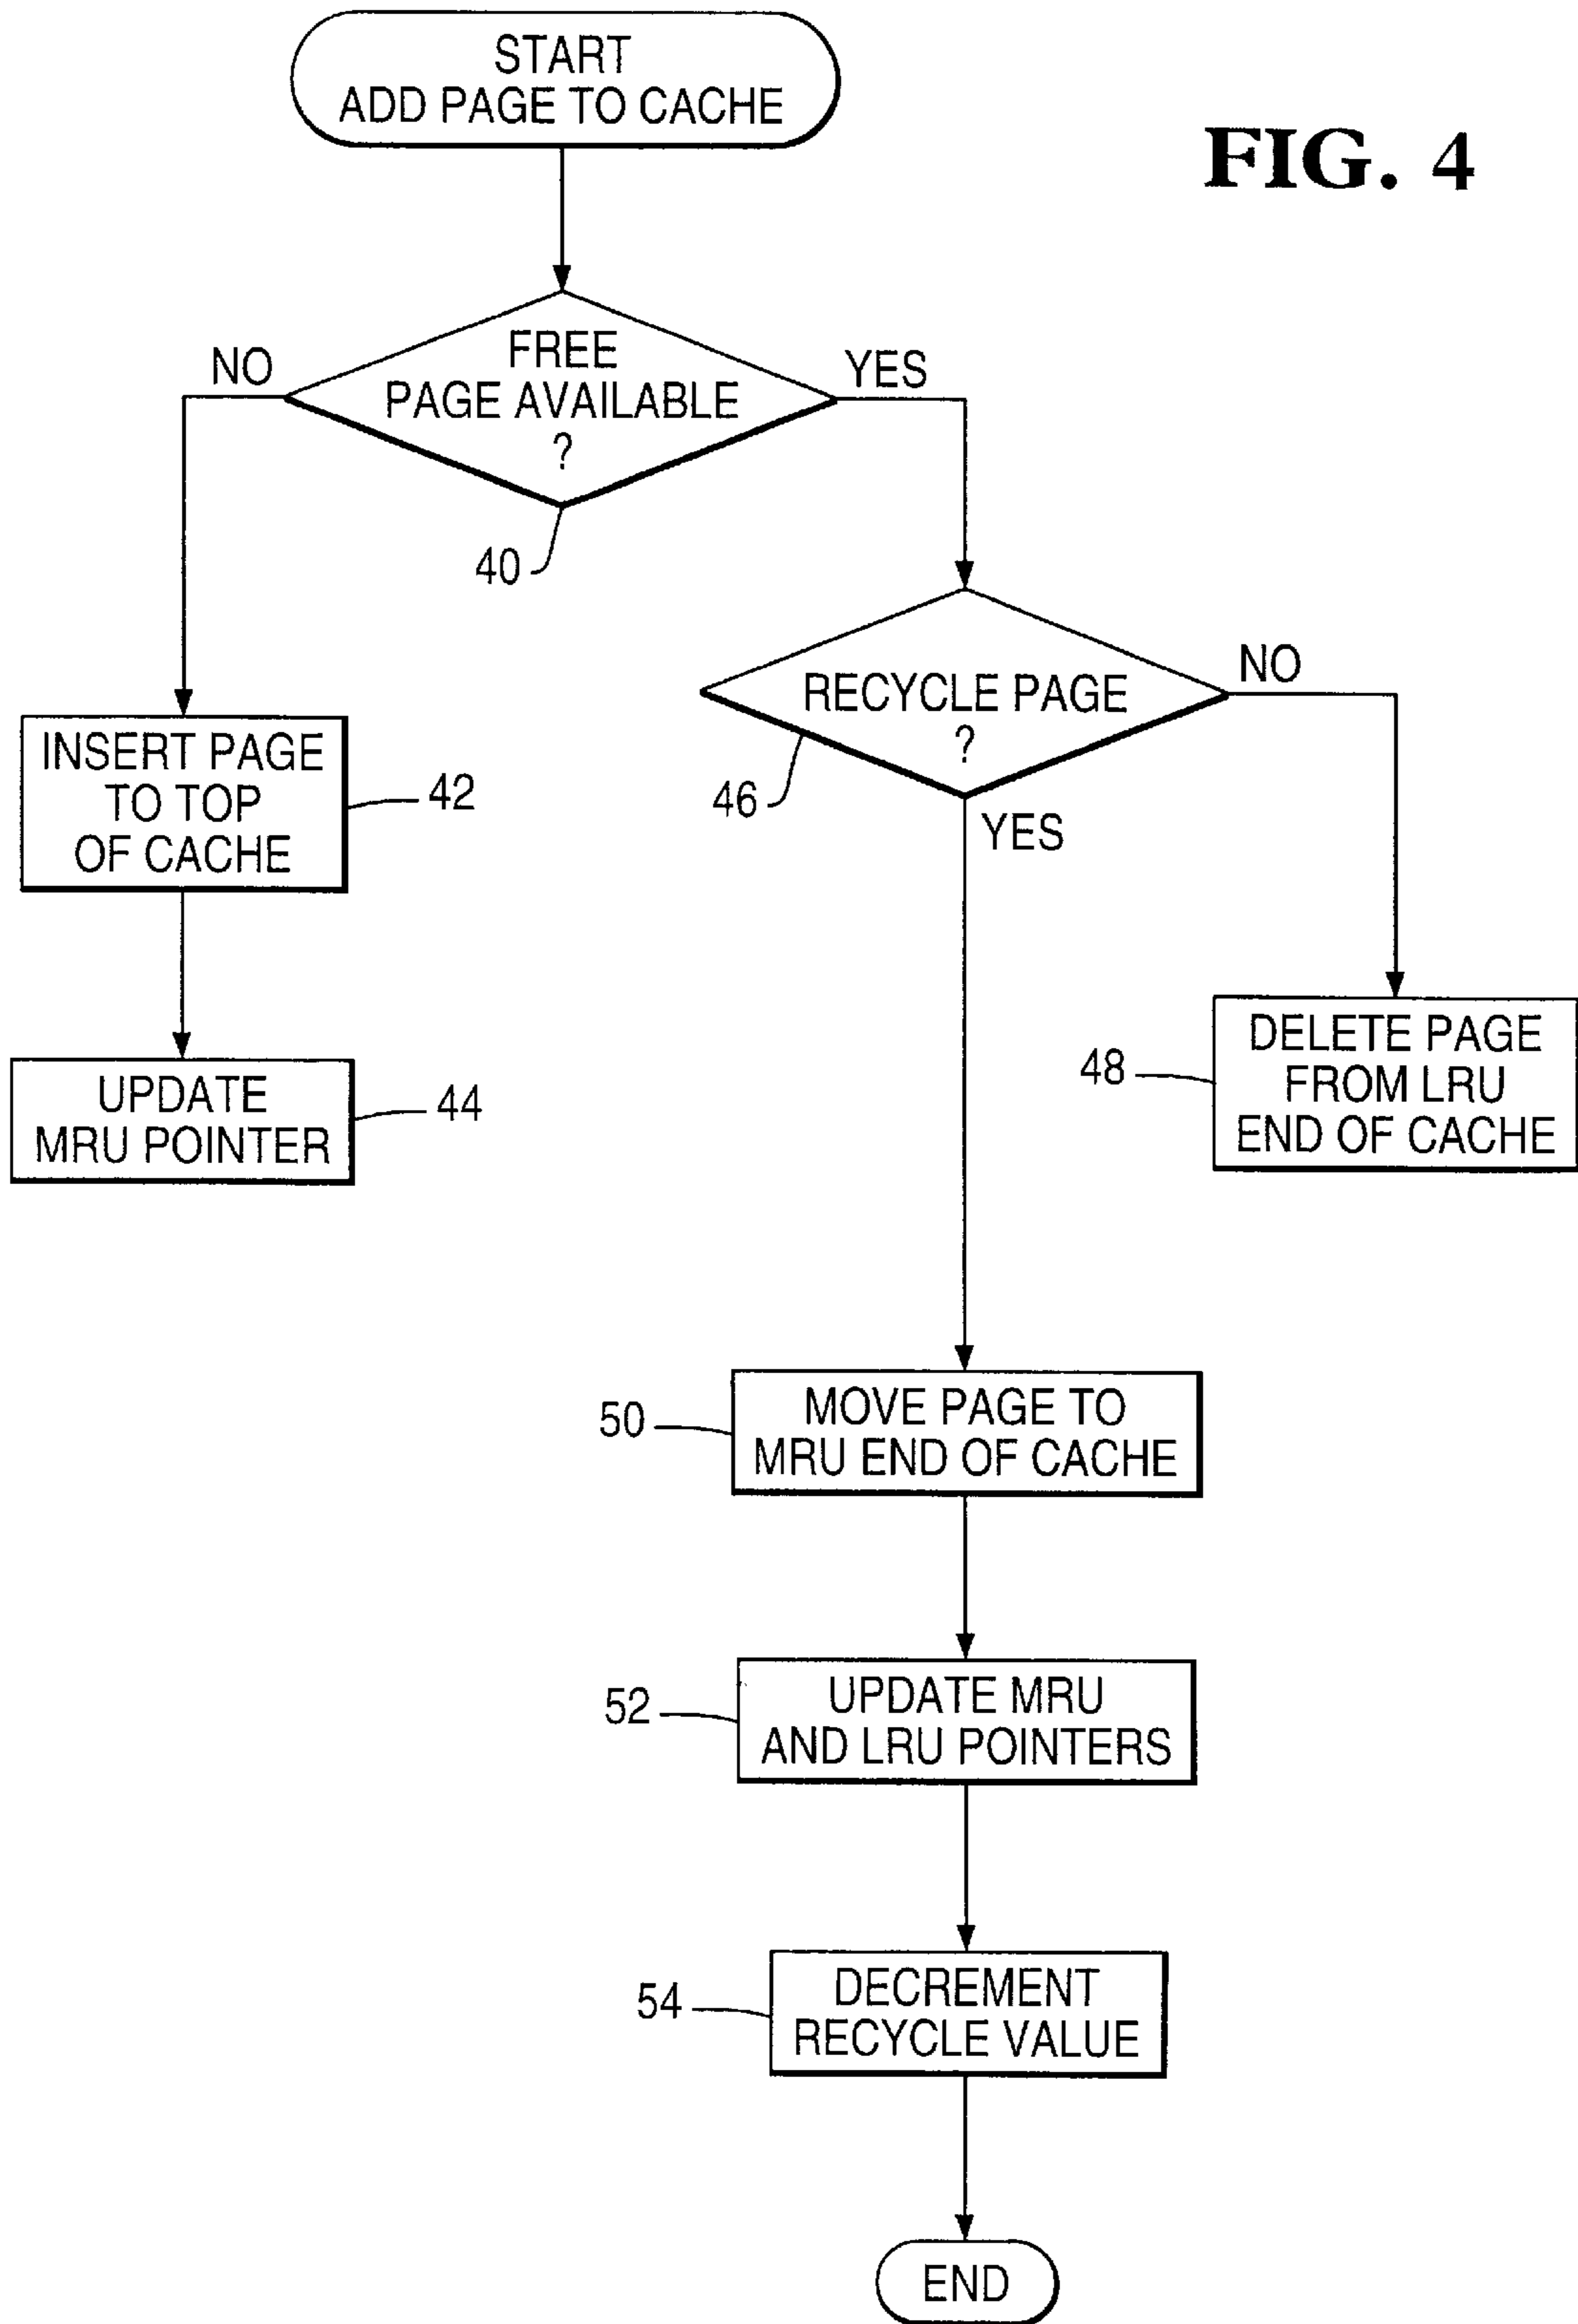 START
ADD PAGE TO CACHE
FIG. 4
FREE
PAGE AVAILABLE
?
NO
YES
40
RECYCLE PAGE
?
NO
46
YES
INSERT PAGE
TO TOP
OF CACHE
42
UPDATE
MRU POINTER
44
DELETE PAGE
FROM LRU
END OF CACHE
48
MOVE PAGE TO
MRU END OF CACHE
50
UPDATE MRU
AND LRU POINTERS
52
DECREMENT
RECYCLE VALUE
54
END